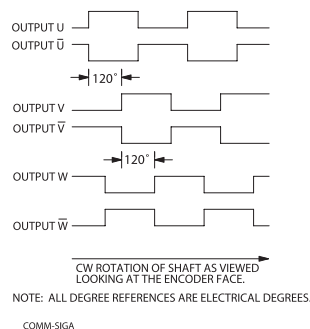 OUTPUT U
OUTPUT U̅
120°
OUTPUT V
OUTPUT V̅
120°
OUTPUT W
OUTPUT W̅
CW ROTATION OF SHAFT AS VIEWED
LOOKING AT THE ENCODER FACE.
NOTE: ALL DEGREE REFERENCES ARE ELECTRICAL DEGREES
COMM-SIGA